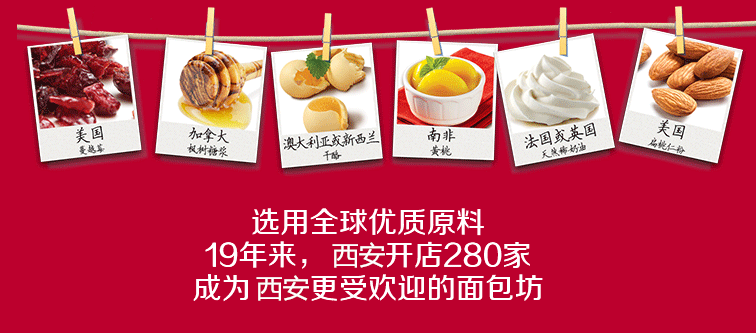 美国
蔓越莓
加拿大
枫树糖浆
澳大利亚或新西兰
干酪
南非
黄桃
法国或英国
天然稀奶油
美国
扁桃仁粉
选用全球优质原料
19年来，西安开店280家
成为 西安更受欢迎的面包坊